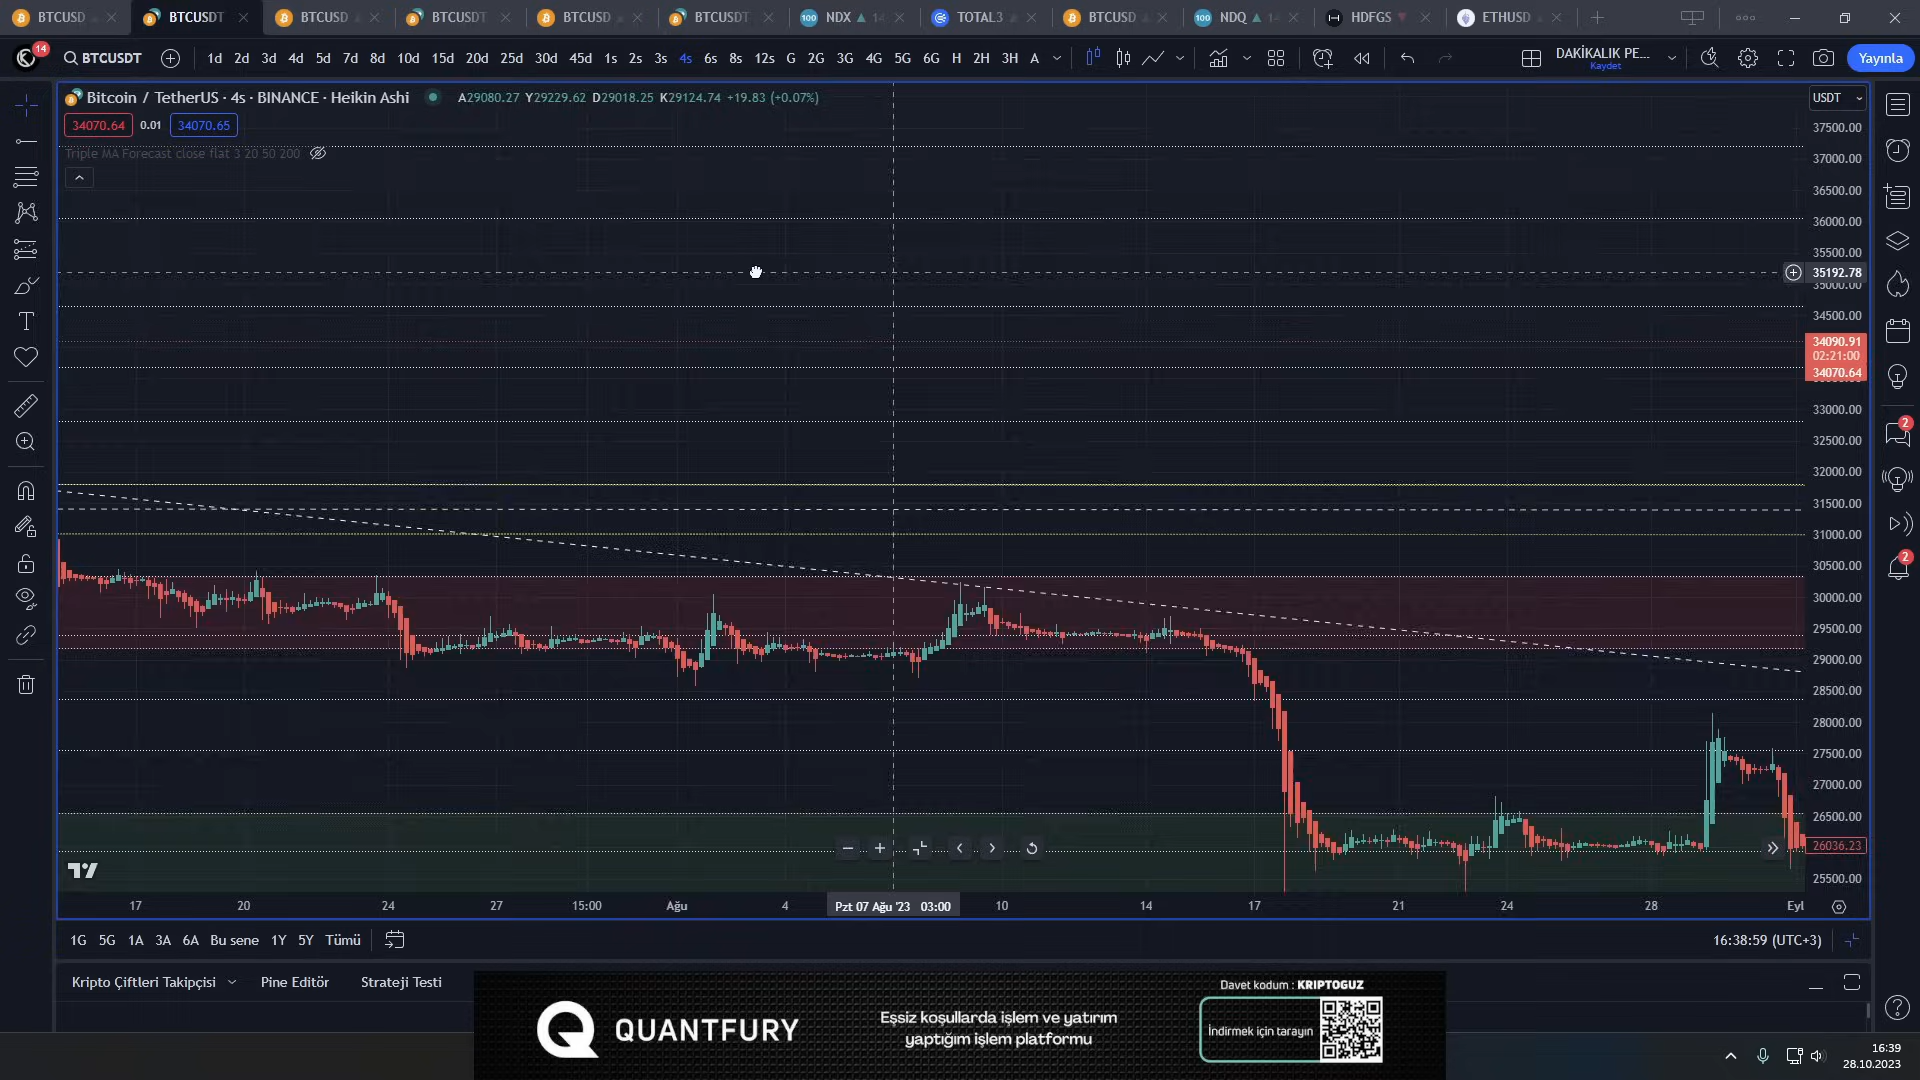 BTCUSD BTCUSDT BTCUSD BTCUSDT BTCUSD BTCUSDT NDX TOTAL3 BTCUSD NDQ HDFGS ETHUSD
14 BTCUSDT 1d 2d 3d 4d 5d 7d 8d 10d 15d 20d 25d 30d 45d 1s 2s 3s 4s 6s 8s 12s G 2G 3G 4G 5G 6G H 2H 3H A DAKİKALIK PE... Yayınla
Kaydet
Bitcoin / TetherUS · 4s · BINANCE · Heikin Ashi A29080.27 Y29229.62 D29018.25 K29124.74 +19.83 (+0.07%) USDT
34070.64 0.01 34070.65
Triple MA Forecast close flat 3 20 50 200
37500.00
37000.00
36500.00
36000.00
35500.00
35192.78
35000.00
34500.00
34090.91
02:21:00
34070.64
33000.00
32500.00
32000.00
31500.00
31000.00
30500.00
30000.00
29500.00
29000.00
28500.00
28000.00
27500.00
27000.00
26500.00
26036.23
25500.00
17 20 24 27 15:00 Ağu 4 Pzt 07 Ağu '23 03:00 10 14 17 21 24 28 Eyl
1G 5G 1A 3A 6A Bu sene 1Y 5Y Tümü 16:38:59 (UTC+3)
Kripto Çiftleri Takipçisi Pine Editör Strateji Testi
2
2
Davet kodum : KRIPTOGUZ
QUANTFURY
Eşsiz koşullarda işlem ve yatırım
yaptığım işlem platformu
İndirmek için tarayın
16:39
28.10.2023